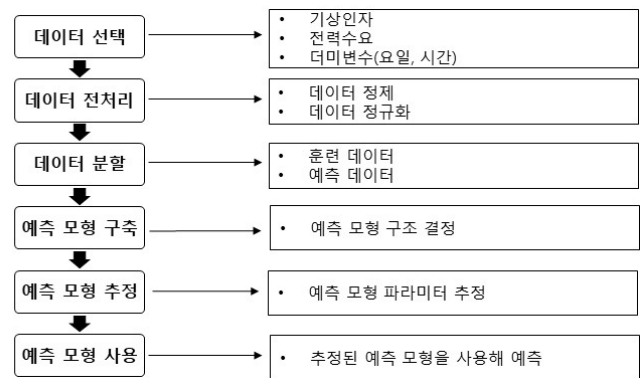 데이터 선택
• 기상인자
• 전력수요
• 더미변수(요일, 시간)
데이터 전처리
• 데이터 정제
• 데이터 정규화
데이터 분할
• 훈련 데이터
• 예측 데이터
예측 모형 구축
• 예측 모형 구조 결정
예측 모형 추정
• 예측 모형 파라미터 추정
예측 모형 사용
• 추정된 예측 모형을 사용해 예측